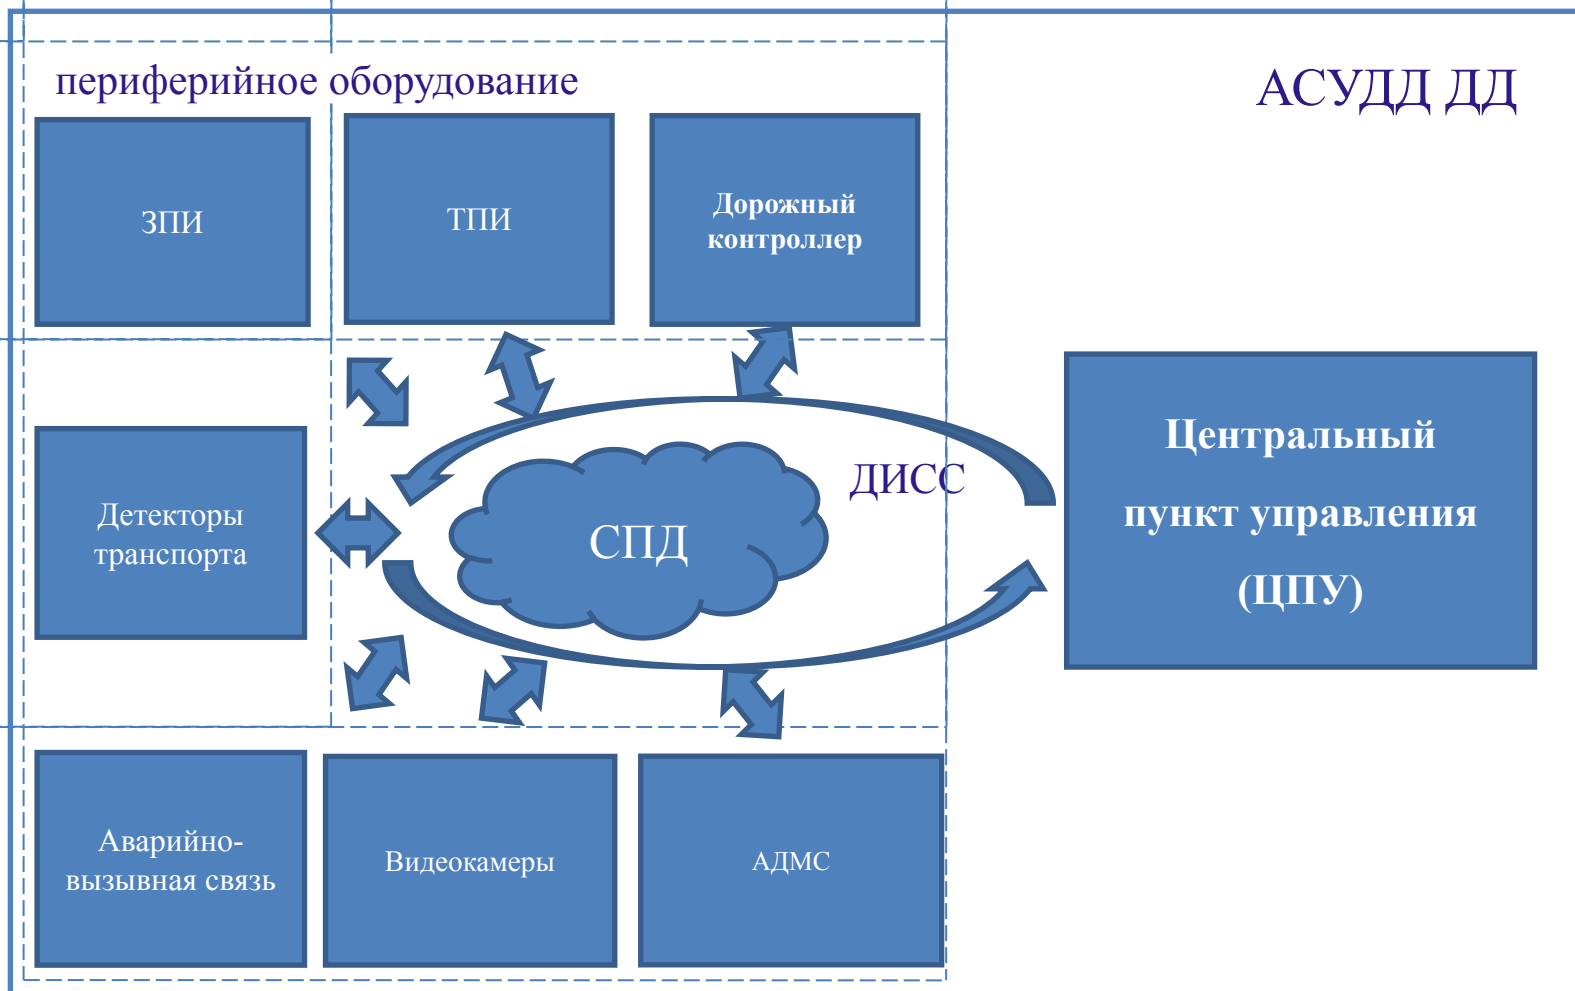 периферийное оборудование
АСУДД ДД
ЗПИ
ТПИ
Дорожный
контроллер
Детекторы
транспорта
СПД
ДИСС
Центральный
пункт управления
(ЦПУ)
Аварийно-
вызывная связь
Видеокамеры
АДМС